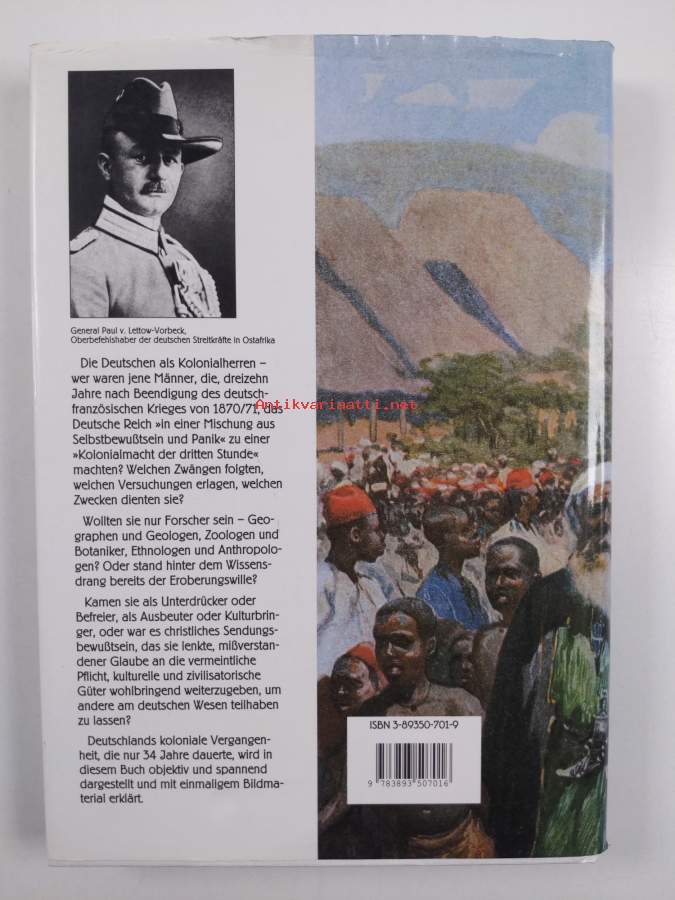 General Paul v. Lettow-Vorbeck,
Oberbefehlshaber der deutschen Streitkräfte in Ostafrika
Die Deutschen als Kolonialherren –
wer waren jene Männer, die, dreizehn
Jahre nach Beendigung des deutsch-
französischen Krieges von 1870/71, das
Deutsche Reich »in einer Mischung aus
Selbstbewußtsein und Panik« zu einer
»Kolonialmacht der dritten Stunde«
machten? Welchen Zwängen folgten,
welchen Versuchungen erlagen, welchen
Zwecken dienten sie?
Wollten sie nur Forscher sein – Geo-
graphen und Geologen, Zoologen und
Botaniker, Ethnologen und Anthropolo-
gen? Oder stand hinter dem Wissens-
drang bereits der Eroberungswille?
Kamen sie als Unterdrücker oder
Befreier, als Ausbeuter oder Kulturbrin-
ger, oder war es christliches Sendungs-
bewußtsein, das sie lenkte, mißverstan-
dener Glaube an die vermeintliche
Pflicht, kulturelle und zivilisatorische
Güter wohlbringend weiterzugeben, um
andere am deutschen Wesen teilhaben
zu lassen?
Deutschlands koloniale Vergangen-
heit, die nur 34 Jahre dauerte, wird in
diesem Buch objektiv und spannend
dargestellt und mit einmaligem Bildma-
terial erklärt.
Antikvariaatti.net
ISBN 3-89350-701-9
9 783893 507016